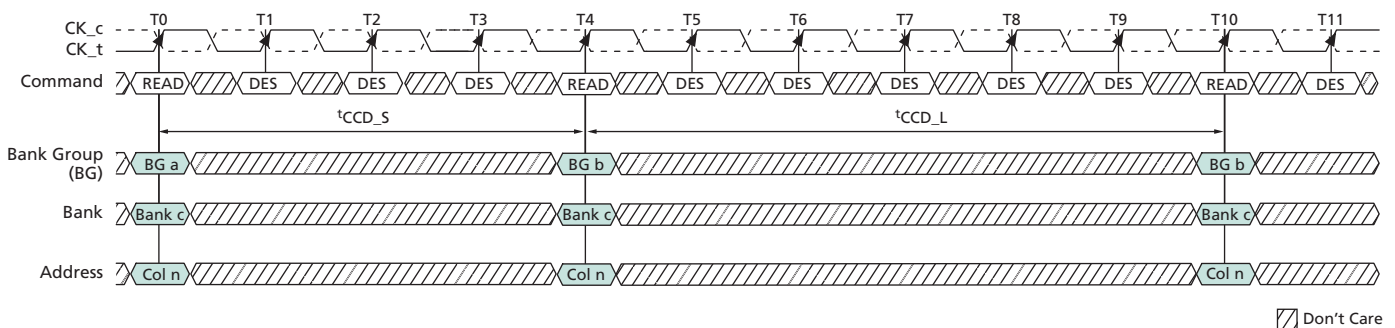 T0 T1 T2 T3 T4 T5 T6 T7 T8 T9 T10 T11
CK_c
CK_t
Command READ DES DES DES READ DES DES DES DES DES READ DES
tCCD_S tCCD_L
Bank Group
(BG) BG a BG b BG b
Bank Bank c Bank c Bank c
Address Col n Col n Col n
Don't Care